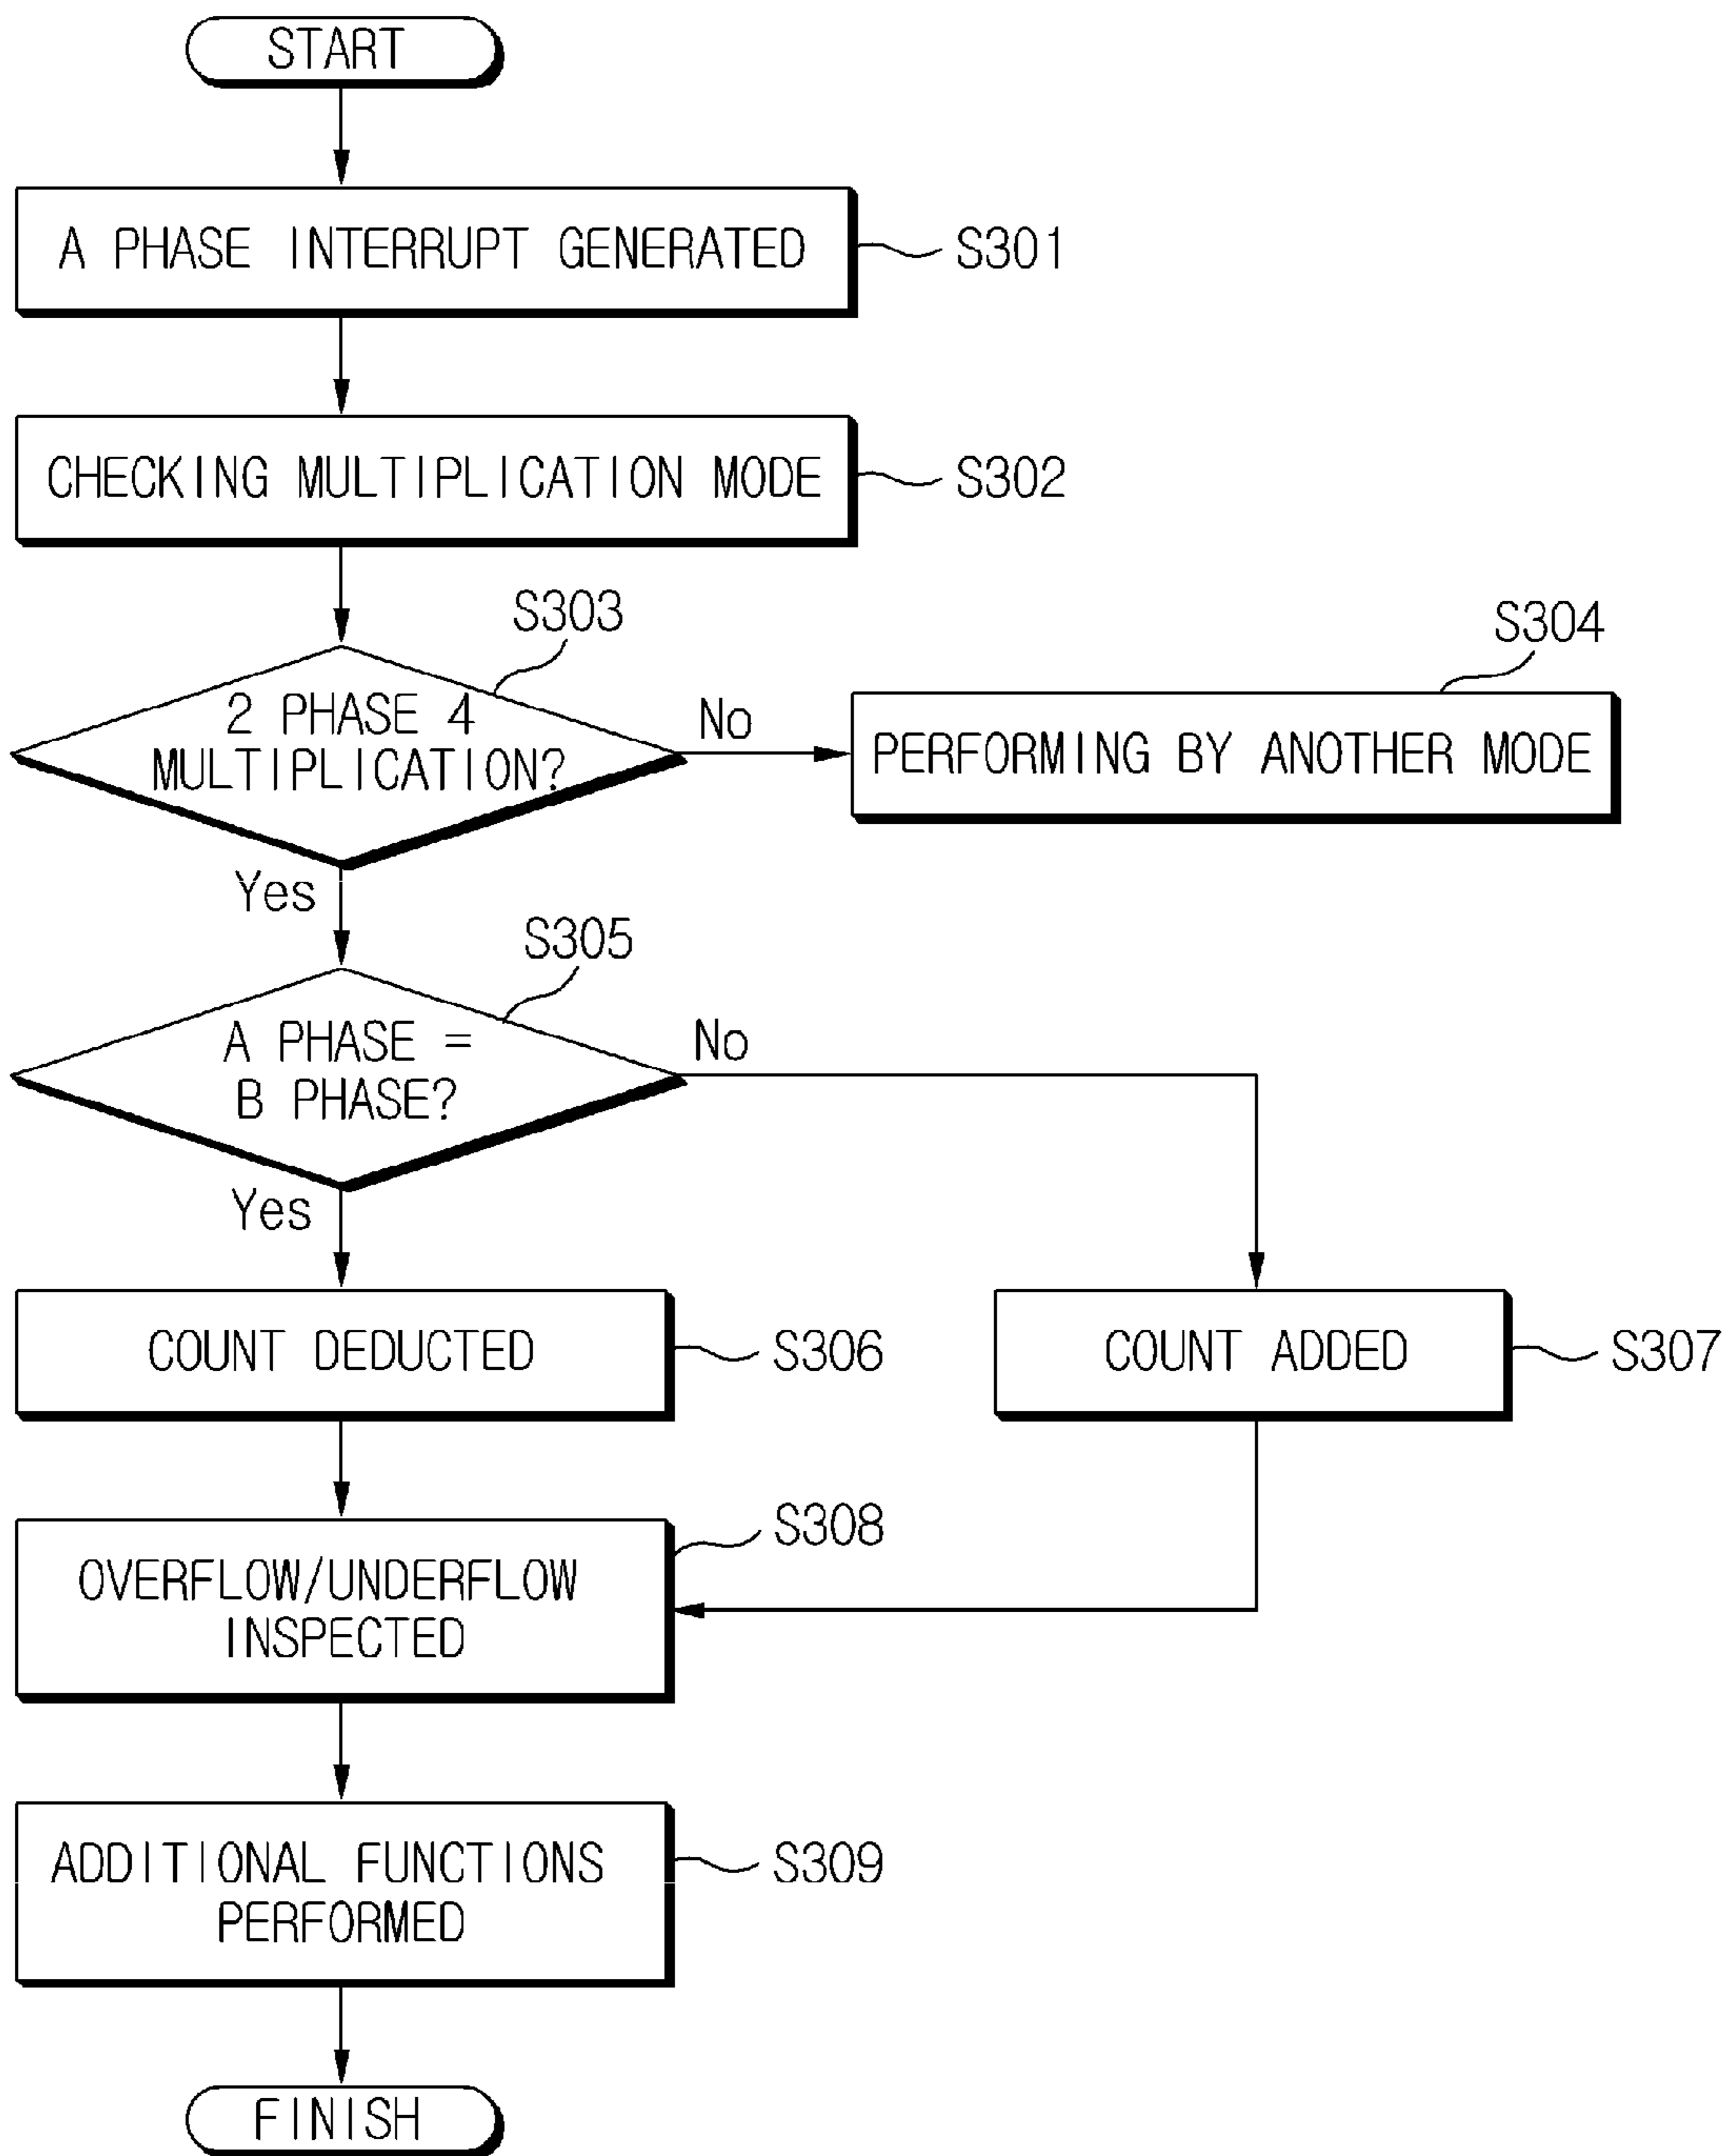 START
A PHASE INTERRUPT GENERATED
S301
CHECKING MULTIPLICATION MODE
S302
S303
2 PHASE 4
MULTIPLICATION?
No
S304
PERFORMING BY ANOTHER MODE
Yes
S305
A PHASE =
B PHASE?
No
Yes
COUNT DEDUCTED
S306
COUNT ADDED
S307
S308
OVERFLOW/UNDERFLOW
INSPECTED
ADDITIONAL FUNCTIONS
PERFORMED
S309
FINISH